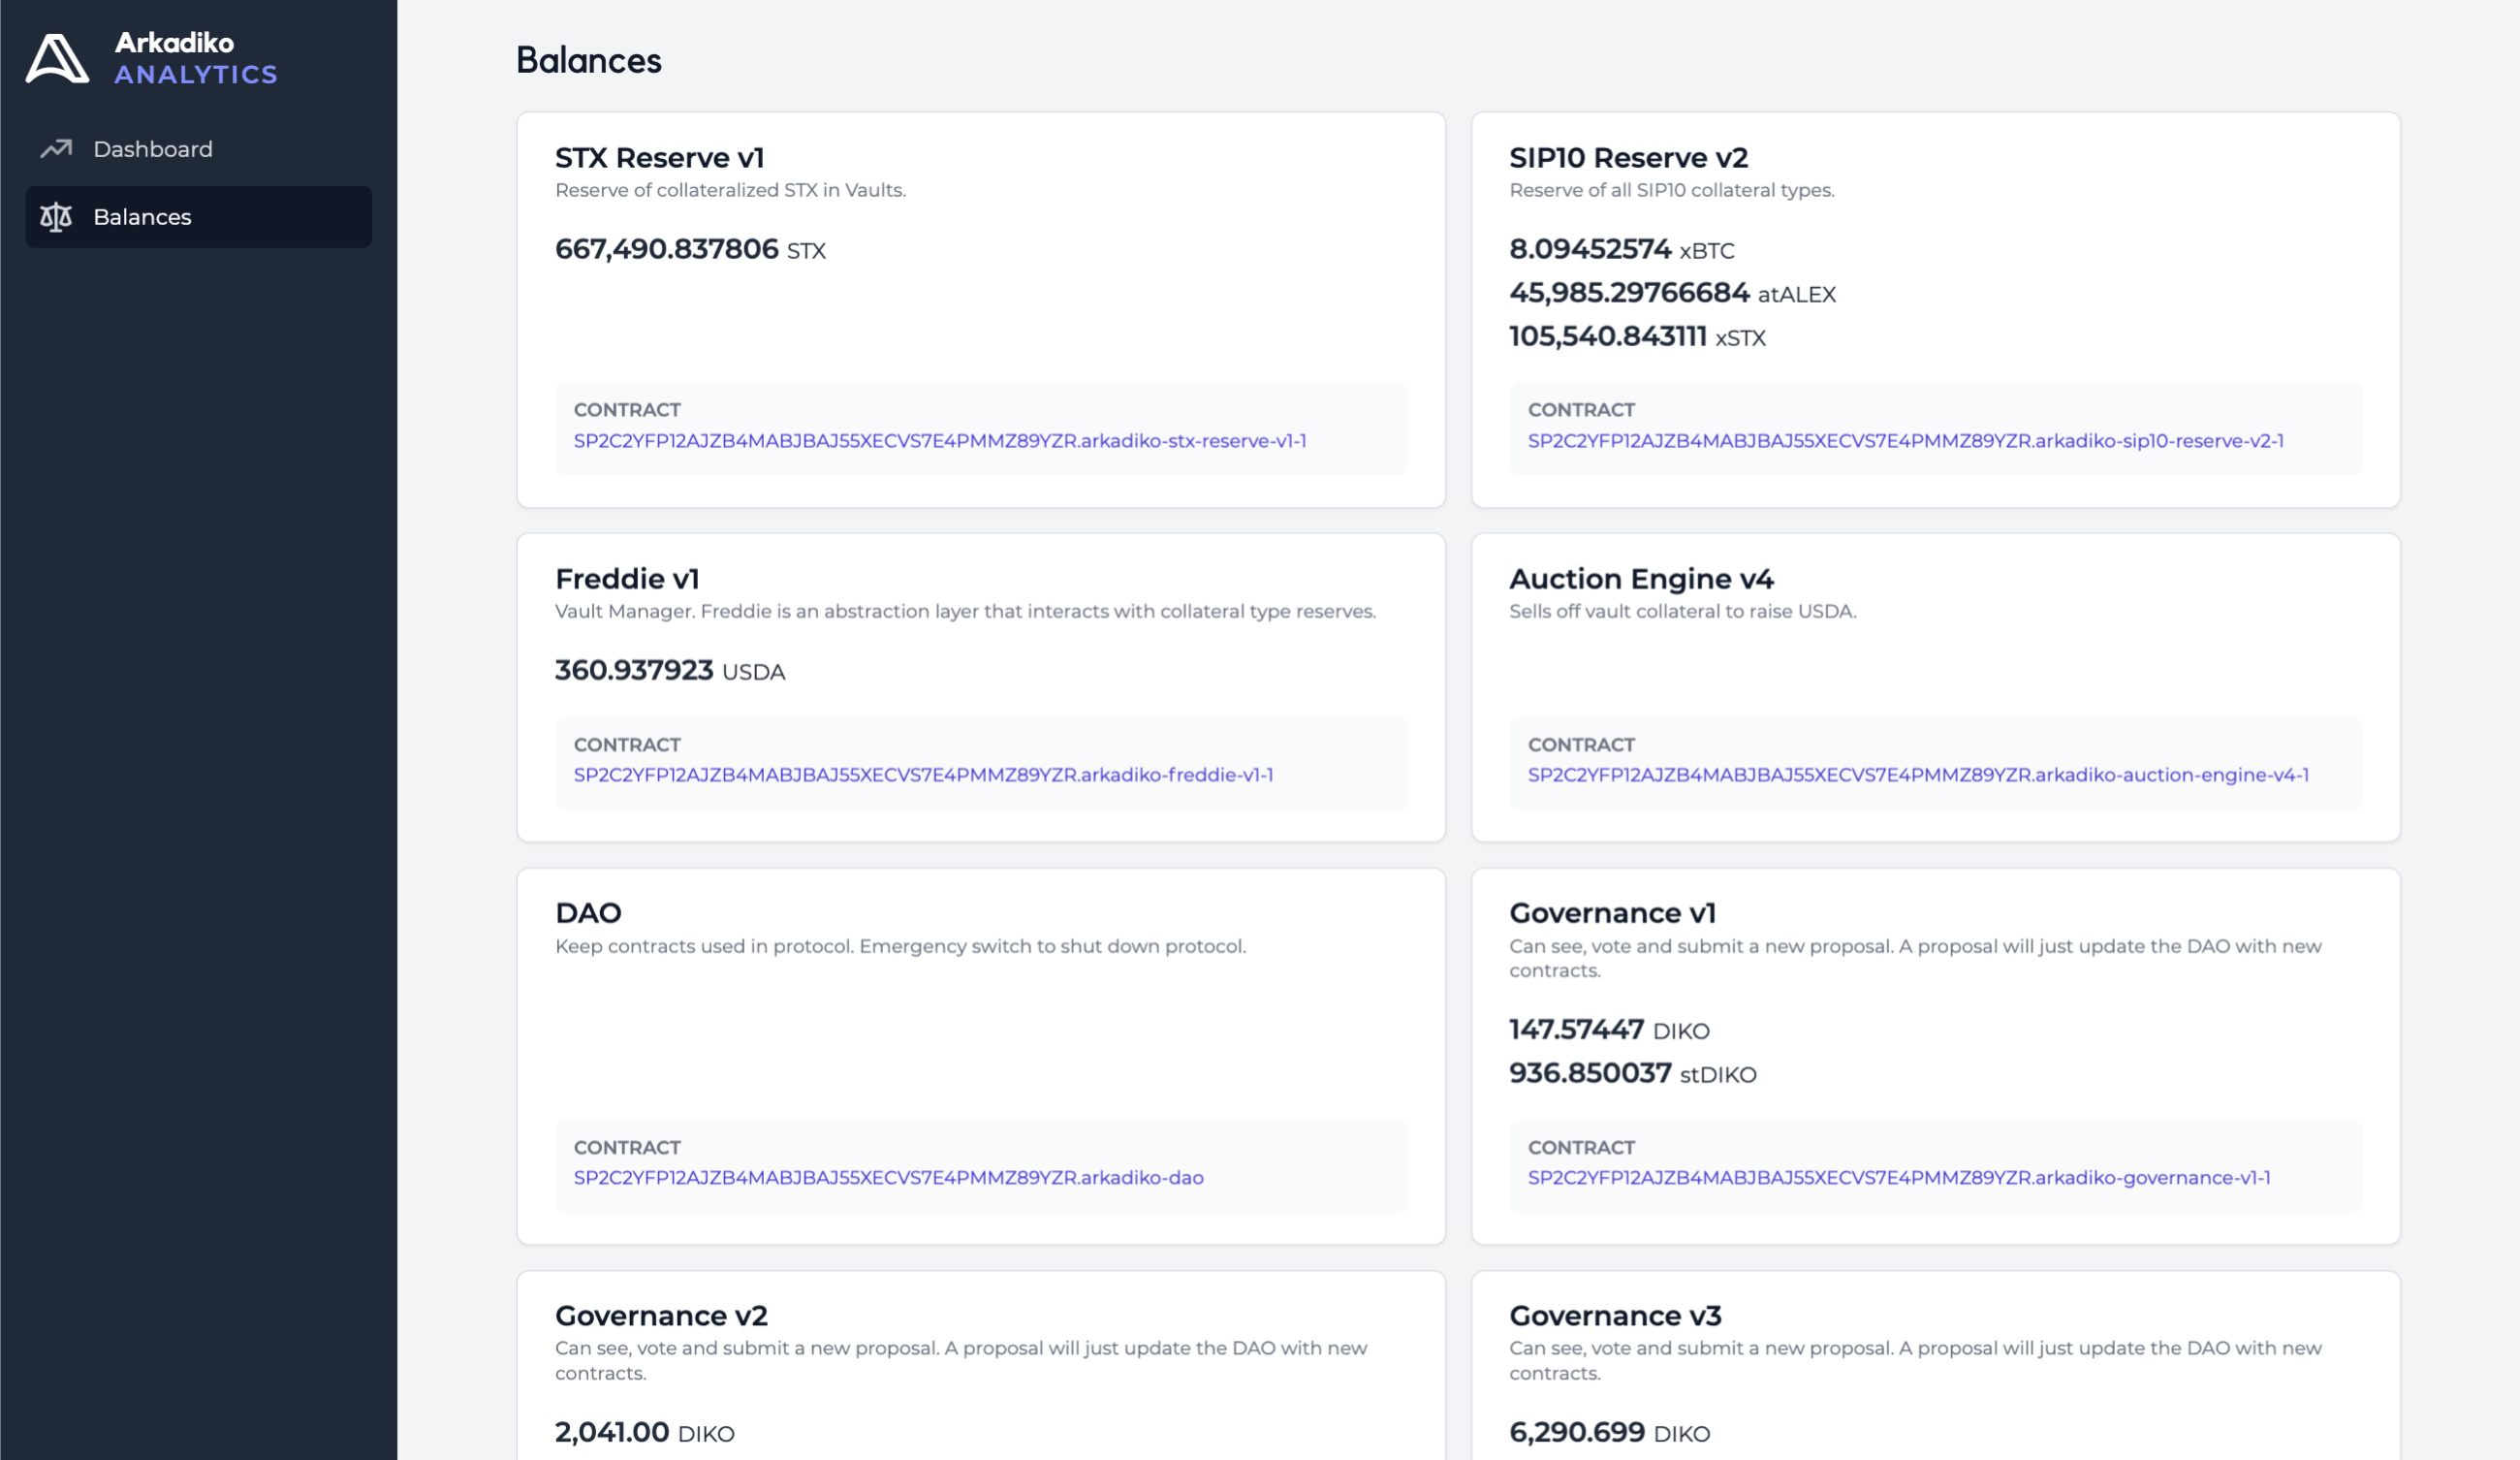 Arkadiko
ANALYTICS
Dashboard
Balances
Balances
STX Reserve v1
Reserve of collateralized STX in Vaults.
667,490.837806 STX
CONTRACT
SP2C2YFP12AJZB4MABJBAJ55XECVS7E4PMMZ89YZR.arkadiko-stx-reserve-v1-1
SIP10 Reserve v2
Reserve of all SIP10 collateral types.
8.09452574 xBTC
45,985.29766684 atALEX
105,540.843111 xSTX
CONTRACT
SP2C2YFP12AJZB4MABJBAJ55XECVS7E4PMMZ89YZR.arkadiko-sip10-reserve-v2-1
Freddie v1
Vault Manager. Freddie is an abstraction layer that interacts with collateral type reserves.
360.937923 USDA
CONTRACT
SP2C2YFP12AJZB4MABJBAJ55XECVS7E4PMMZ89YZR.arkadiko-freddie-v1-1
Auction Engine v4
Sells off vault collateral to raise USDA.
CONTRACT
SP2C2YFP12AJZB4MABJBAJ55XECVS7E4PMMZ89YZR.arkadiko-auction-engine-v4-1
DAO
Keep contracts used in protocol. Emergency switch to shut down protocol.
CONTRACT
SP2C2YFP12AJZB4MABJBAJ55XECVS7E4PMMZ89YZR.arkadiko-dao
Governance v1
Can see, vote and submit a new proposal. A proposal will just update the DAO with new
contracts.
147.57447 DIKO
936.850037 stDIKO
CONTRACT
SP2C2YFP12AJZB4MABJBAJ55XECVS7E4PMMZ89YZR.arkadiko-governance-v1-1
Governance v2
Can see, vote and submit a new proposal. A proposal will just update the DAO with new
contracts.
2,041.00 DIKO
Governance v3
Can see, vote and submit a new proposal. A proposal will just update the DAO with new
contracts.
6,290.699 DIKO